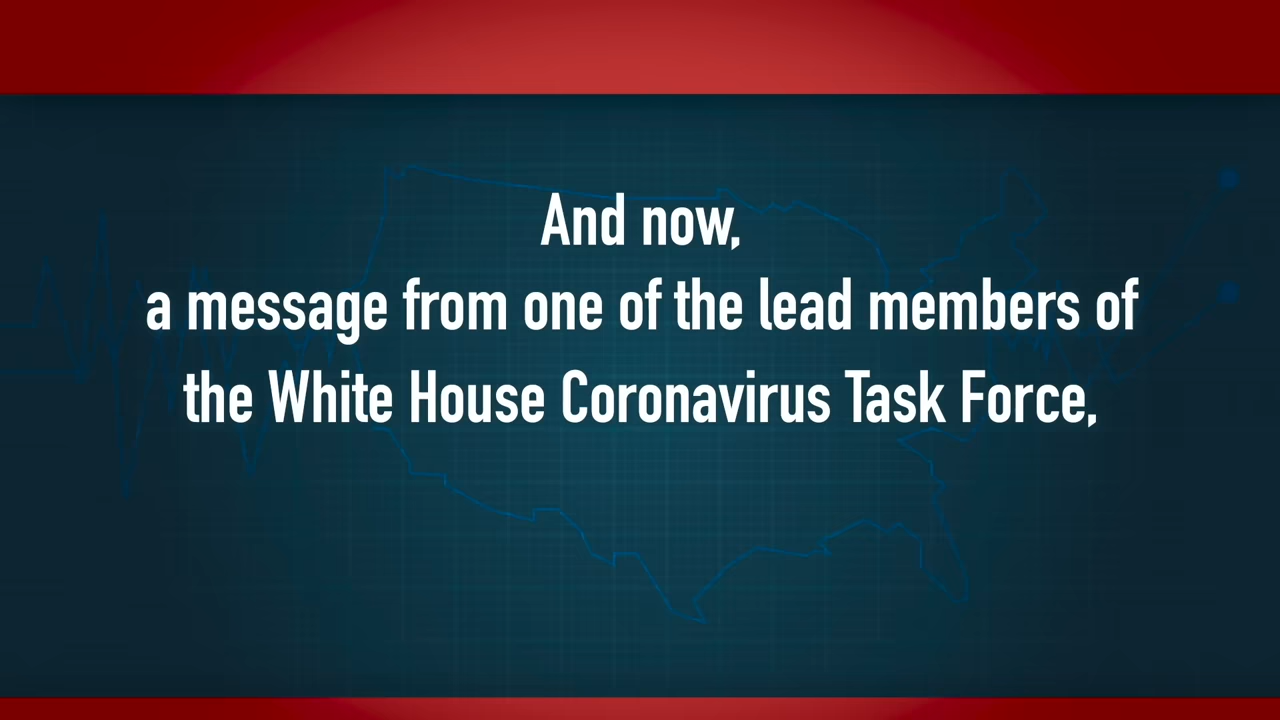 And now,
a message from one of the lead members of
the White House Coronavirus Task Force,